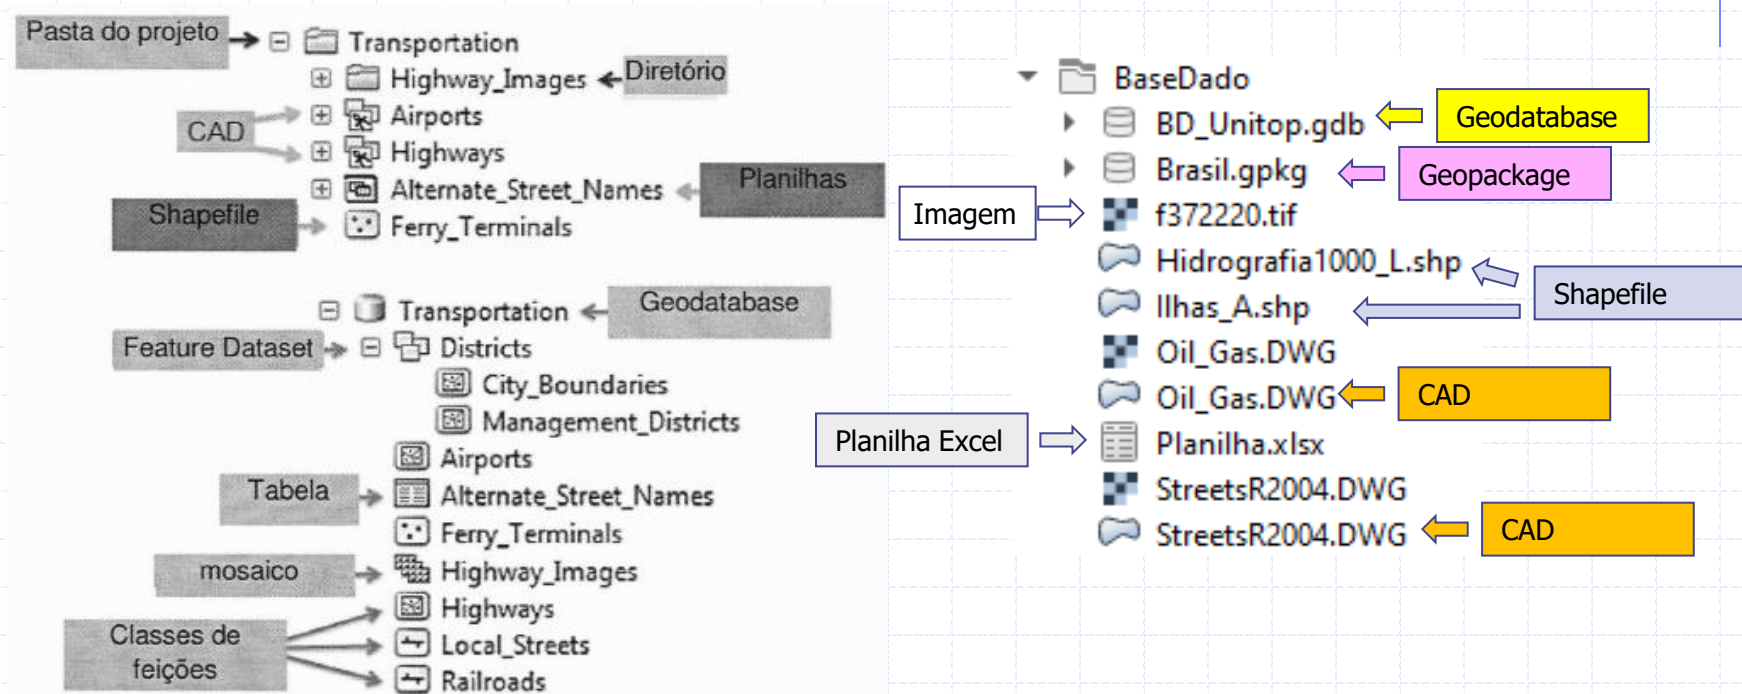 Pasta do projeto
Transportation
Highway_Images
Diretório
CAD
Airports
Highways
Alternate_Street_Names
Planilhas
Shapefile
Ferry_Terminals
Transportation
Geodatabase
Feature Dataset
Districts
City_Boundaries
Management_Districts
Airports
Tabela
Alternate_Street_Names
Ferry_Terminals
mosaico
Highway_Images
Highways
Classes de
feições
Local_Streets
Railroads
BaseDado
BD_Unitop.gdb
Geodatabase
Brasil.gpkg
Geopackage
Imagem
f372220.tif
Hidrografia1000_L.shp
Shapefile
Ilhas_A.shp
Oil_Gas.DWG
Oil_Gas.DWG
CAD
Planilha Excel
Planilha.xlsx
StreetsR2004.DWG
StreetsR2004.DWG
CAD